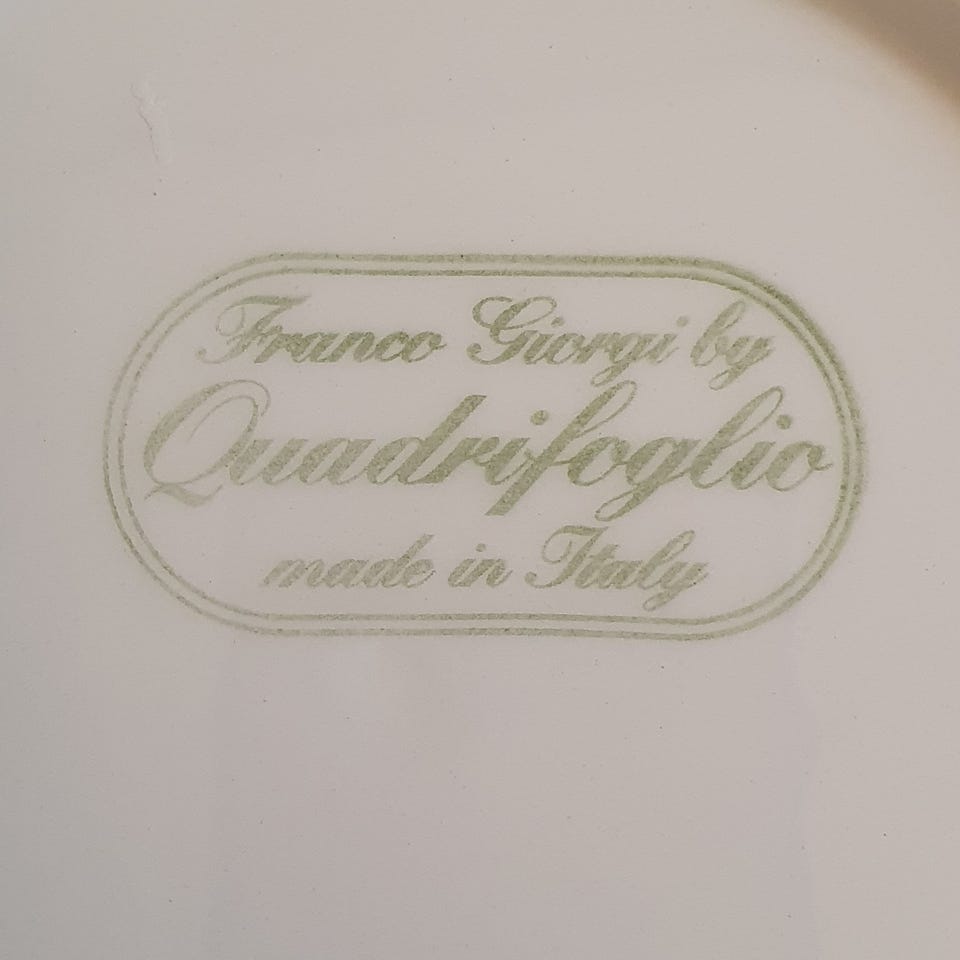 Franco Giorgi by
Quadrifoglio
made in Italy